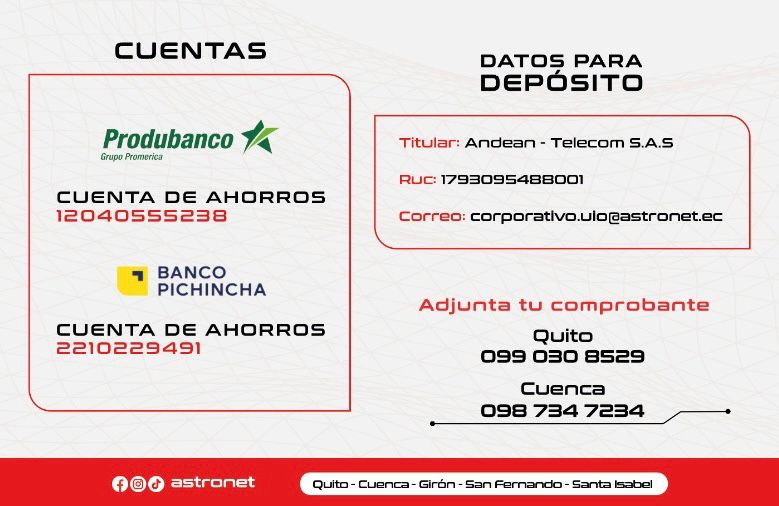 CUENTAS
Produbanco
Grupo Promerica
CUENTA DE AHORROS
12040555238
BANCO
PICHINCHA
CUENTA DE AHORROS
2210229491
DATOS PARA
DEPÓSITO
Titular: Andean - Telecom S.A.S
Ruc: 1793095488001
Correo: corporativo.uio@astronet.ec
Adjunta tu comprobante
Quito
099 030 8529
Cuenca
098 734 7234
astronet
Quito - Cuenca - Girón - San Fernando - Santa Isabel